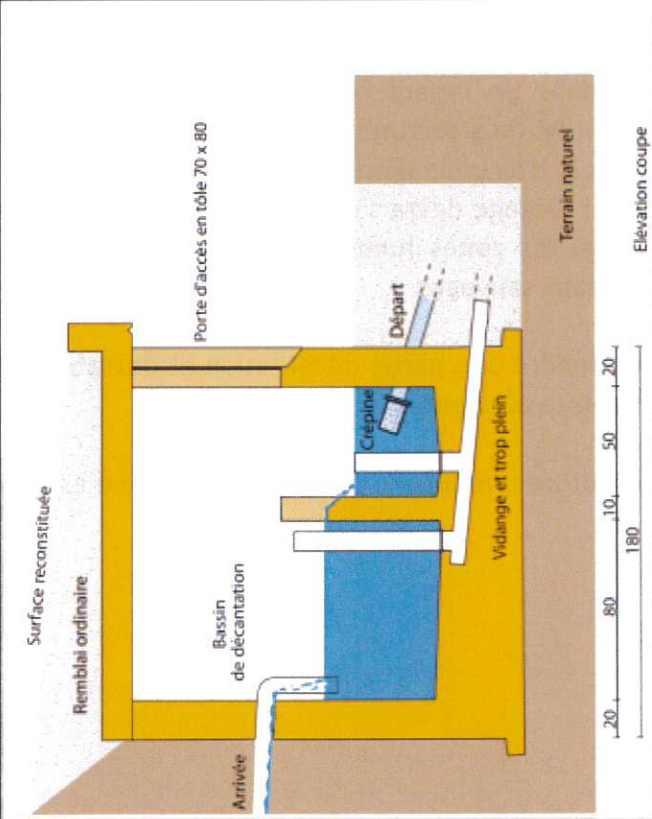 Surface reconstituée
Remblai ordinaire
Porte d'accès en tôle 70 x 80
Bassin
de décantation
Arrivée
Crépine
Départ
Vidange et trop plein
Terrain naturel
20
80
10
50
20
180
Elévation coupe